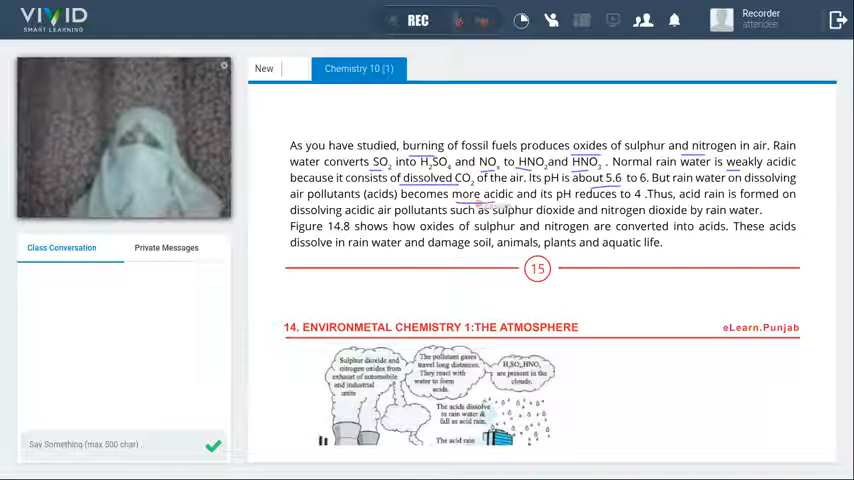 VIVID
SMART LEARNING
REC
Recorder
attendee
New
Chemistry 10 (1)
As you have studied, burning of fossil fuels produces oxides of sulphur and nitrogen in air. Rain
water converts SO2 into H2SO4 and NOx to HNO2and HNO3 . Normal rain water is weakly acidic
because it consists of dissolved CO2 of the air. Its pH is about 5.6 to 6. But rain water on dissolving
air pollutants (acids) becomes more acidic and its pH reduces to 4 .Thus, acid rain is formed on
dissolving acidic air pollutants such as sulphur dioxide and nitrogen dioxide by rain water.
Figure 14.8 shows how oxides of sulphur and nitrogen are converted into acids. These acids
dissolve in rain water and damage soil, animals, plants and aquatic life.
15
14. ENVIRONMETAL CHEMISTRY 1:THE ATMOSPHERE
eLearn.Punjab
Sulphur dioxide and
nitrogen oxides from
exhaust of automobile
and industrial
units
The pollutant gases
travel long distances.
They react with
water to form
acids.
H2SO4,HNO3
are present in the
clouds.
The acids dissolve
in rain water &
fall as acid rain.
The acid rain
Class Conversation
Private Messages
Say Something (max 500 char)